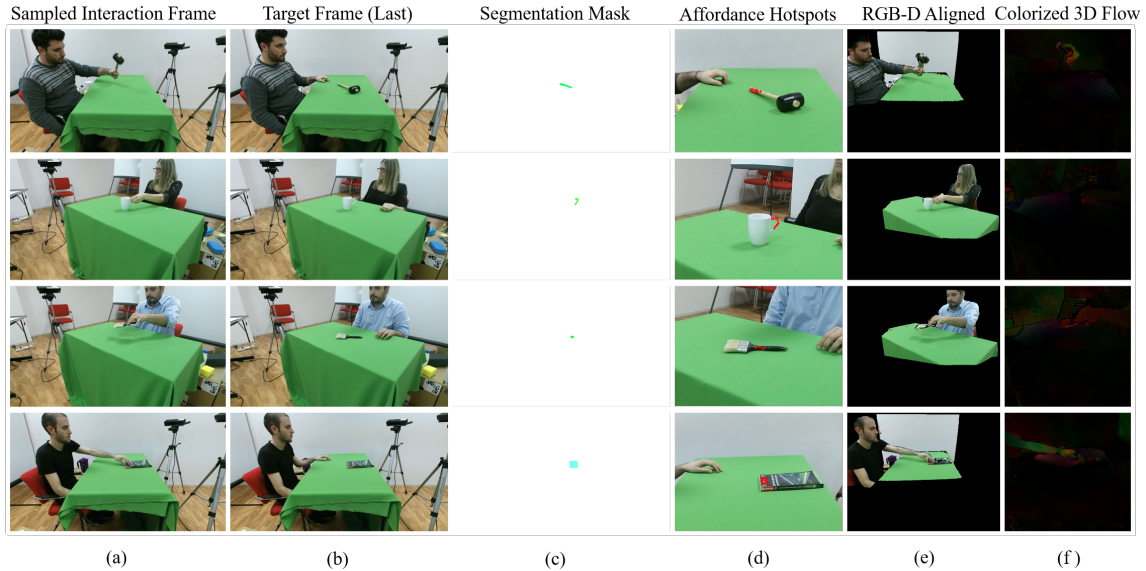 Sampled Interaction Frame Target Frame (Last) Segmentation Mask Affordance Hotspots RGB-D Aligned Colorized 3D Flow
(a) (b) (c) (d) (e) (f)